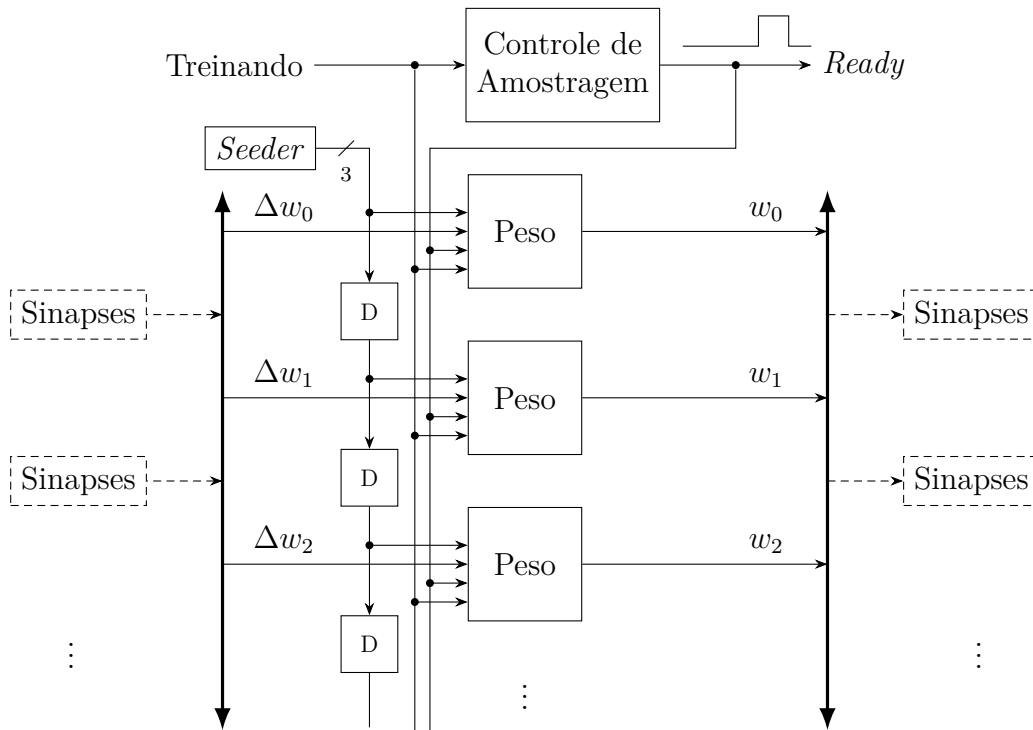 Controle de
Amostragem
Treinando
Ready
Seeder
3
Δw₀
Peso
w₀
Sinapses
D
Sinapses
Δw₁
Peso
w₁
Sinapses
D
Sinapses
Δw₂
Peso
w₂
D
⋮
⋮
⋮